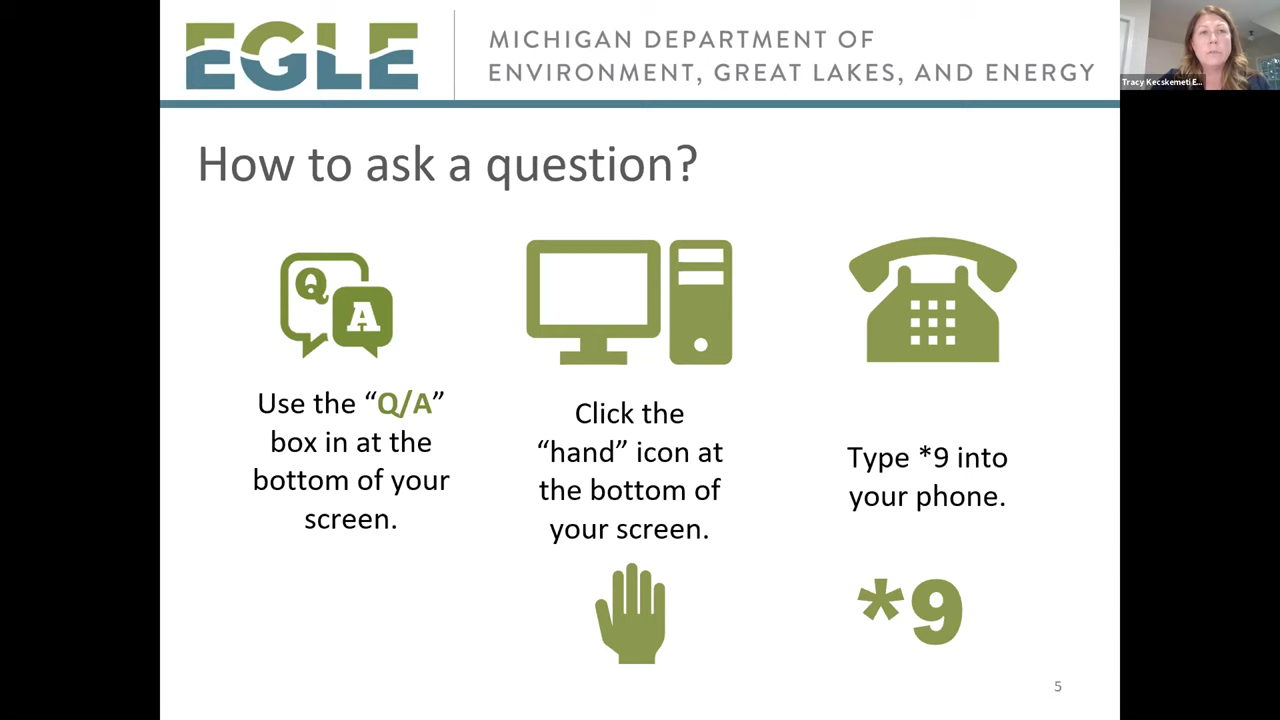 EGLE
MICHIGAN DEPARTMENT OF
ENVIRONMENT, GREAT LAKES, AND ENERGY
Tracy Kecskemeti E...
How to ask a question?
Q
A
Use the “Q/A”
box in at the
bottom of your
screen.
Click the
“hand” icon at
the bottom of
your screen.
Type *9 into
your phone.
*9
5